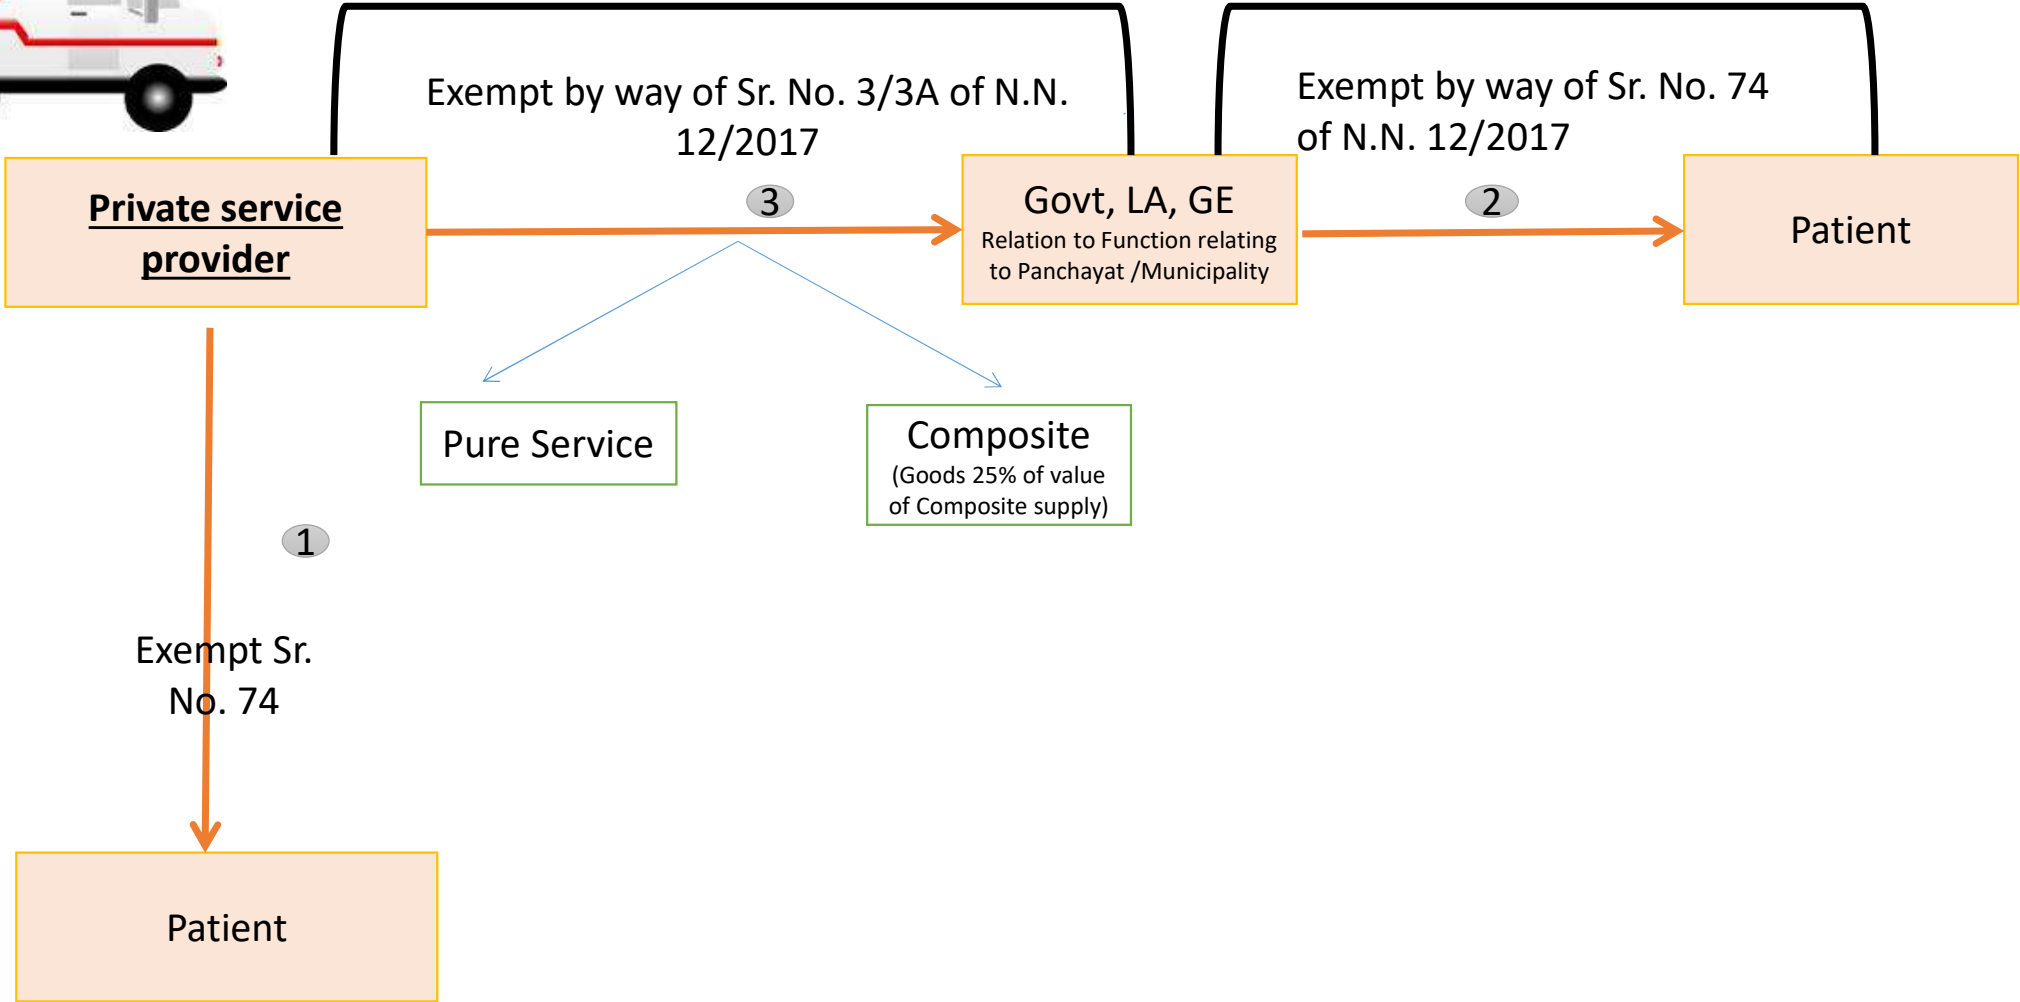 Exempt by way of Sr. No. 3/3A of N.N.
12/2017
Exempt by way of Sr. No. 74
of N.N. 12/2017
Private service
provider
3
Govt, LA, GE
Relation to Function relating
to Panchayat /Municipality
2
Patient
Pure Service
Composite
(Goods 25% of value
of Composite supply)
1
Exempt Sr.
No. 74
Patient